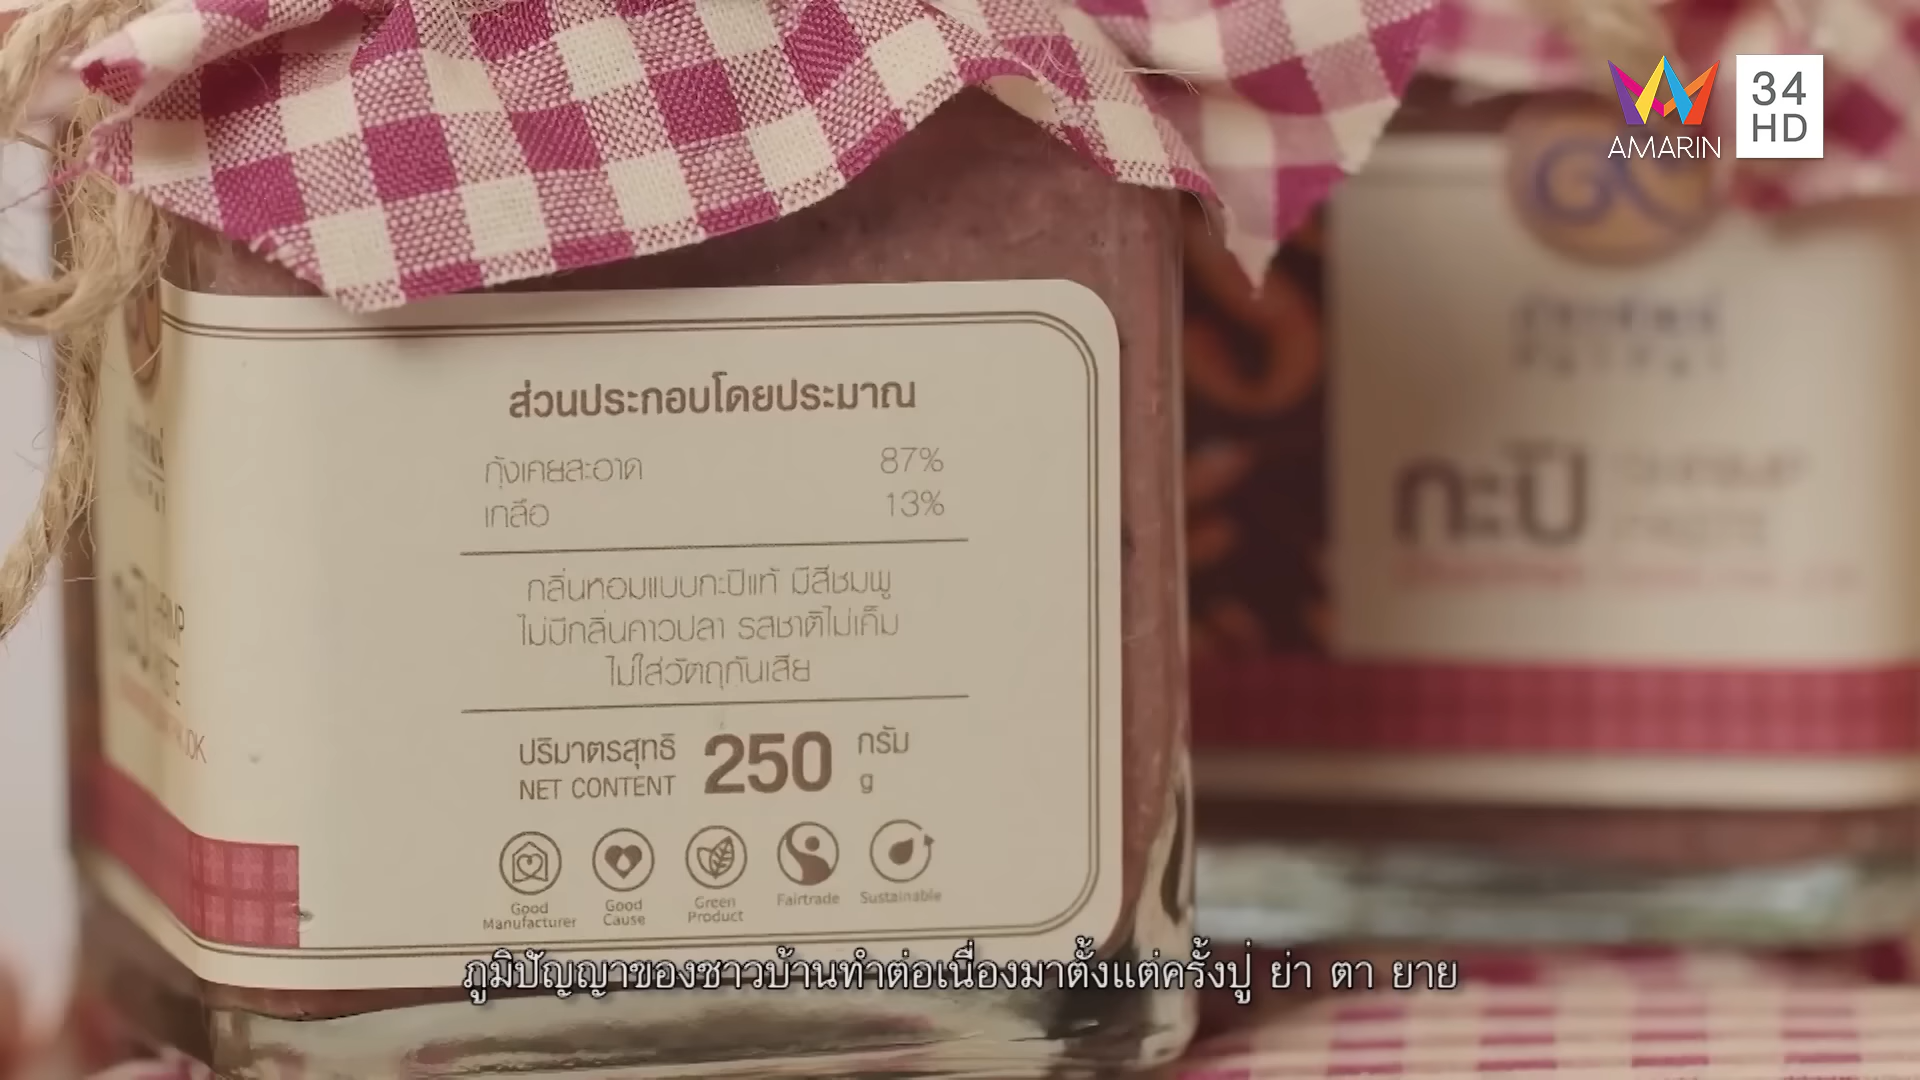 AMARIN
34
HD
ส่วนประกอบโดยประมาณ
กุ้งเคยสะอาด 87%
เกลือ 13%
กลิ่นหอมแบบกะปิแท้ มีสีชมพู
ไม่มีกลิ่นคาวปลา รสชาติไม่เค็ม
ไม่ใส่วัตถุกันเสีย
ปริมาตรสุทธิ 250 กรัม
NET CONTENT g
Good Manufacturer
Good Cause
Green Product
Fairtrade
Sustainable
กะปิ
ภูมิปัญญาของชาวบ้านทำต่อเนื่องมาตั้งแต่ครั้งปู่ ย่า ตา ยาย